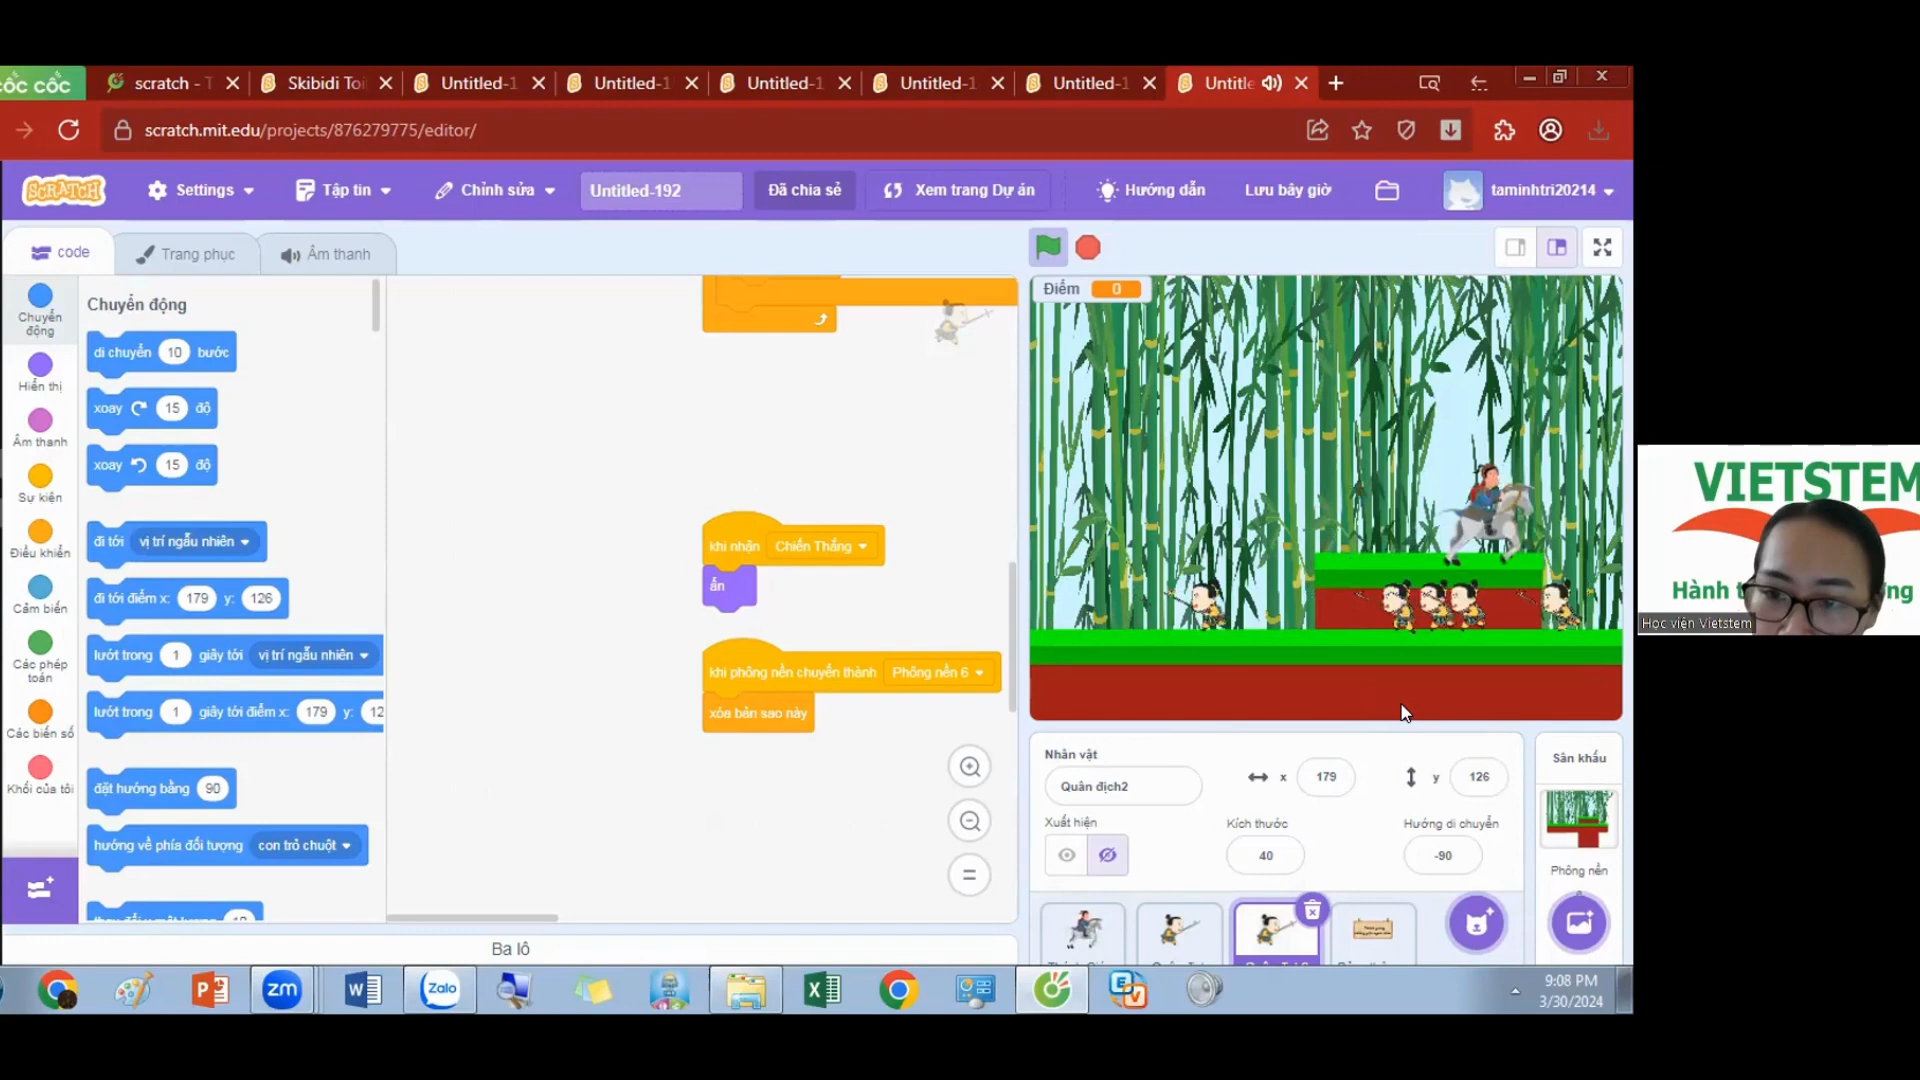 cốc cốc
scratch - T
Skibidi Toi
Untitled-1
Untitled-1
Untitled-1
Untitled-1
Untitled-1
Untitle
scratch.mit.edu/projects/876279775/editor/
SCRATCH
Settings
Tập tin
Chỉnh sửa
Untitled-192
Đã chia sẻ
Xem trang Dự án
Hướng dẫn
Lưu bây giờ
taminhtri20214
code
Trang phục
Âm thanh
Chuyển động
Chuyển động
Hiển thị
Âm thanh
Sự kiện
Điều khiển
Cảm biến
Các phép toán
Các biến số
Khối của tôi
di chuyển 10 bước
xoay 15 độ
xoay 15 độ
đi tới vị trí ngẫu nhiên
đi tới điểm x: 179 y: 126
lướt trong 1 giây tới vị trí ngẫu nhiên
lướt trong 1 giây tới điểm x: 179 y: 12
đặt hướng bằng 90
hướng về phía đối tượng con trỏ chuột
khi nhận Chiến Thắng
ẩn
khi phông nền chuyển thành Phông nền 6
xóa bản sao này
Ba lô
Điểm 0
Nhân vật
Quân địch2
x 179
y 126
Xuất hiện
Kích thước
40
Hướng di chuyển
-90
Sân khấu
Phông nền
VIETSTEM
Học viện Vietstem
zm
Zalo
9:08 PM
3/30/2024